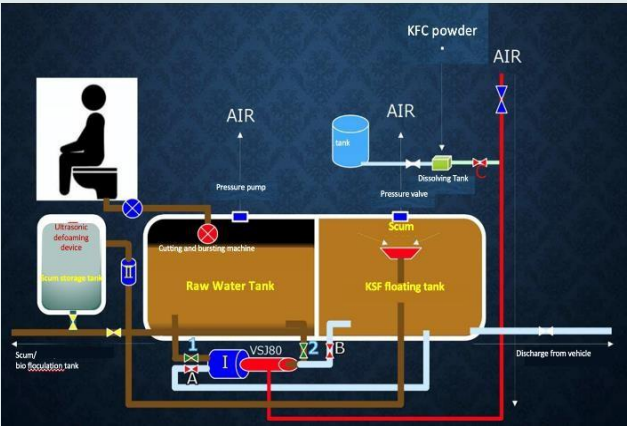 KFC powder
AIR
AIR
AIR
tank
Dissolving Tank
C
Pressure pump
Pressure valve
Ultrasonic
defoaming
device
Scum storage tank
II
Cutting and bursting machine
Scum
Raw Water Tank
KSF floating tank
1
VSJ80
2
B
I
A
Scum/
bio floculation tank
Discharge from vehicle